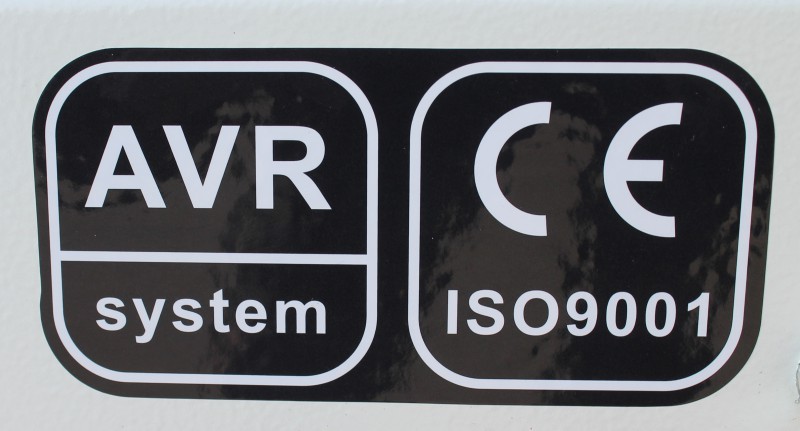 AVR
system
CE
ISO9001